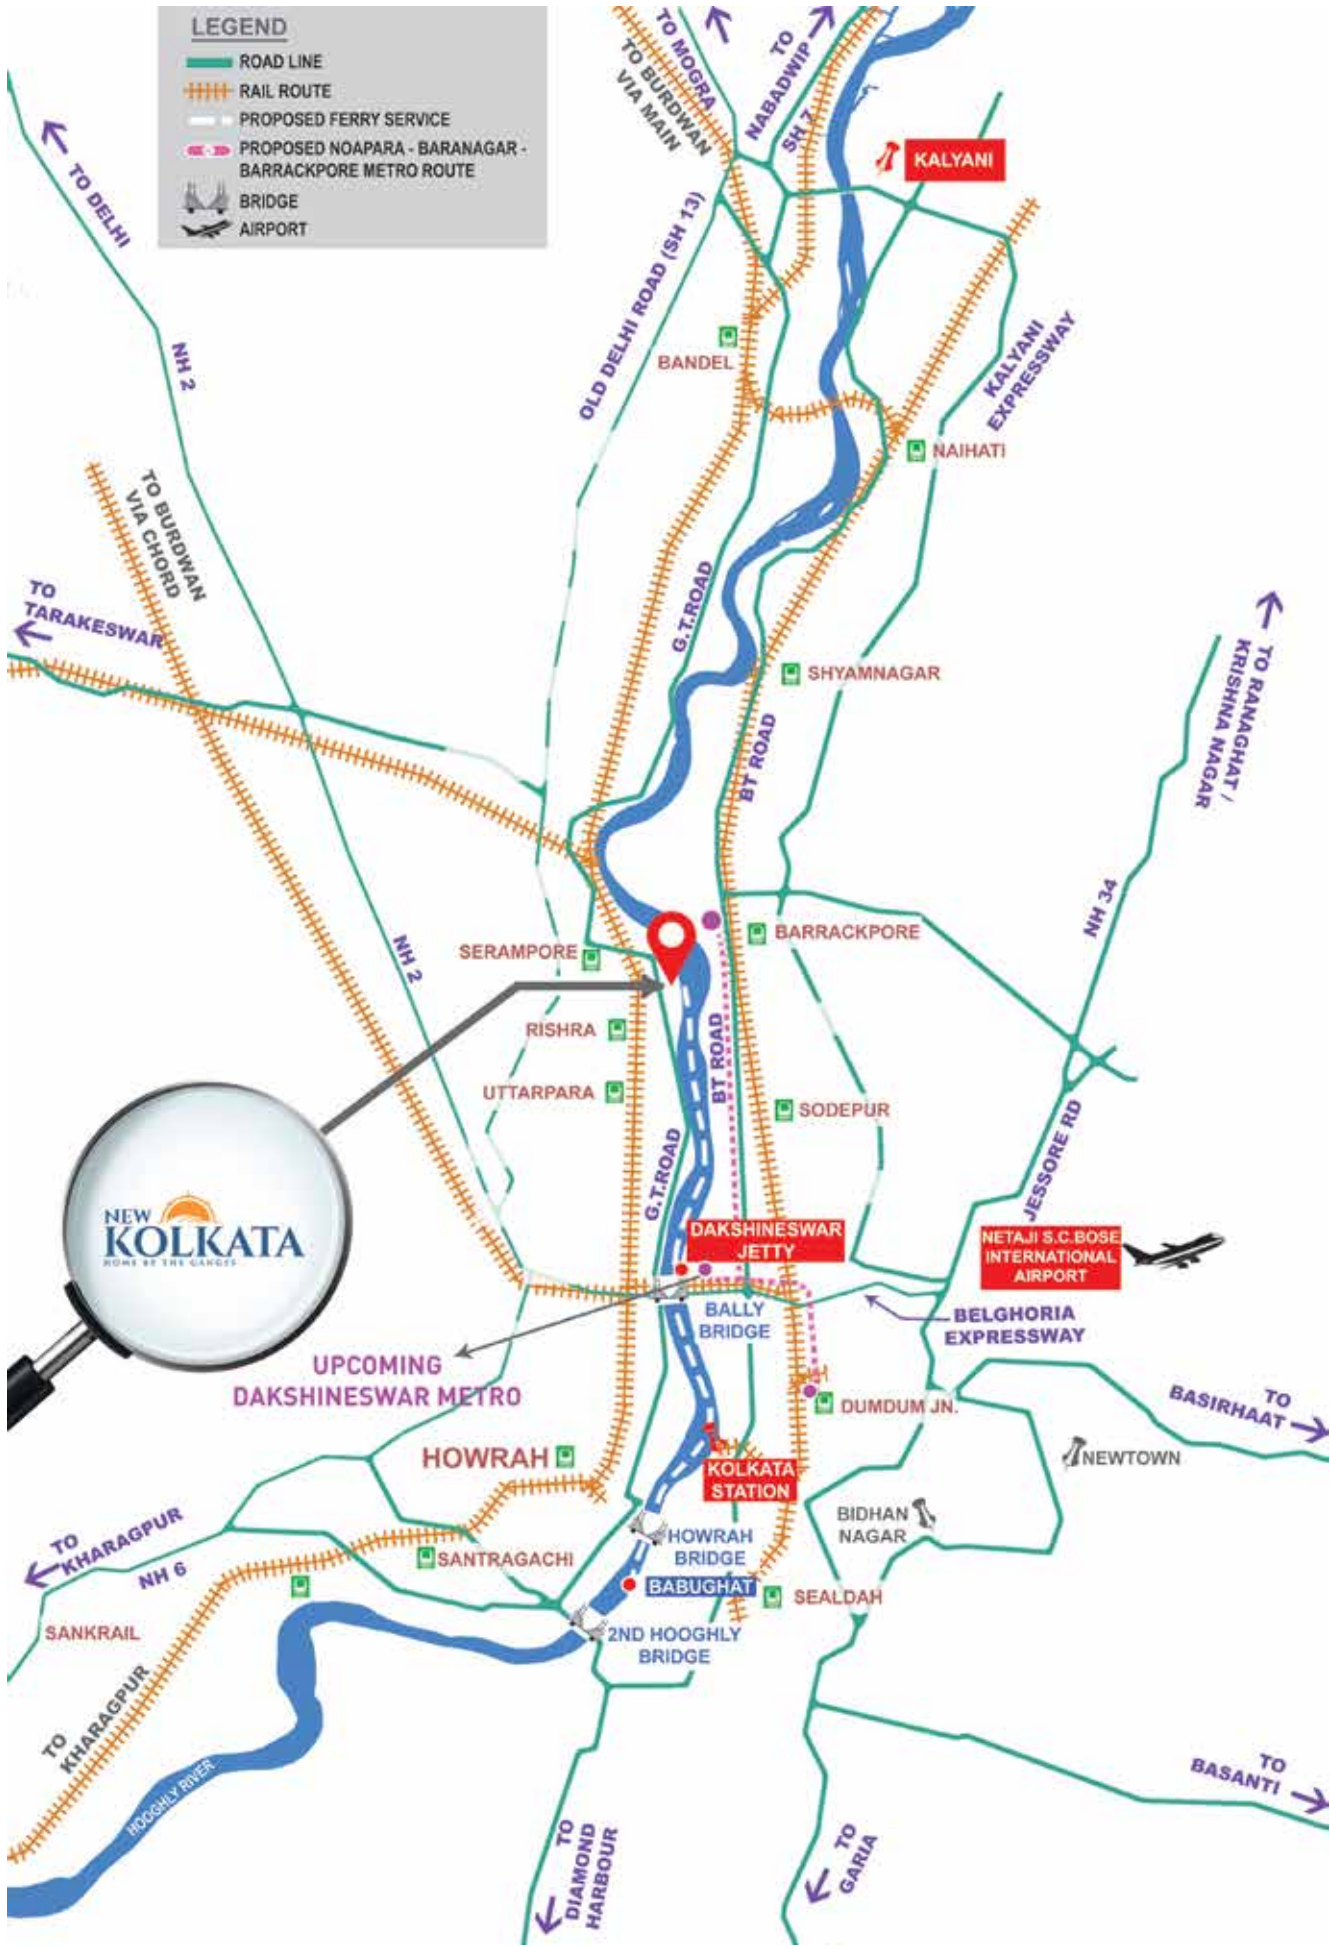 LEGEND
ROAD LINE
RAIL ROUTE
PROPOSED FERRY SERVICE
PROPOSED NOAPARA - BARANAGAR -
BARRACKPORE METRO ROUTE
BRIDGE
AIRPORT
TO MOGRA
TO BURDWAN
VIA MAIN
TO
NABADWIP
SH 7
KALYANI
TO DELHI
NH 2
OLD DELHI ROAD (SH 13)
BANDEL
KALYANI
EXPRESSWAY
NAIHATI
TO BURDWAN
VIA CHORD
TO
TARAKESWAR
G.T.ROAD
SHYAMNAGAR
TO RANAGHAT /
KRISHNA NAGAR
BT ROAD
NH 34
NH 2
SERAMPORE
BARRACKPORE
RISHRA
BT ROAD
UTTARPARA
SODEPUR
JESSORE RD
G.T.ROAD
NEW
KOLKATA
HOME BY THE GANGES
DAKSHINESWAR
JETTY
NETAJI S.C.BOSE
INTERNATIONAL
AIRPORT
BALLY
BRIDGE
BELGHORIA
EXPRESSWAY
UPCOMING
DAKSHINESWAR METRO
DUMDUM JN.
TO
BASIRHAAT
HOWRAH
KOLKATA
STATION
NEWTOWN
BIDHAN
NAGAR
TO
KHARAGPUR
NH 6
SANTRAGACHI
HOWRAH
BRIDGE
BABUGHAT
SEALDAH
SANKRAIL
2ND HOOGHLY
BRIDGE
TO
KHARAGPUR
HOOGHLY RIVER
TO
BASANTI
TO
DIAMOND
HARBOUR
TO
GARIA